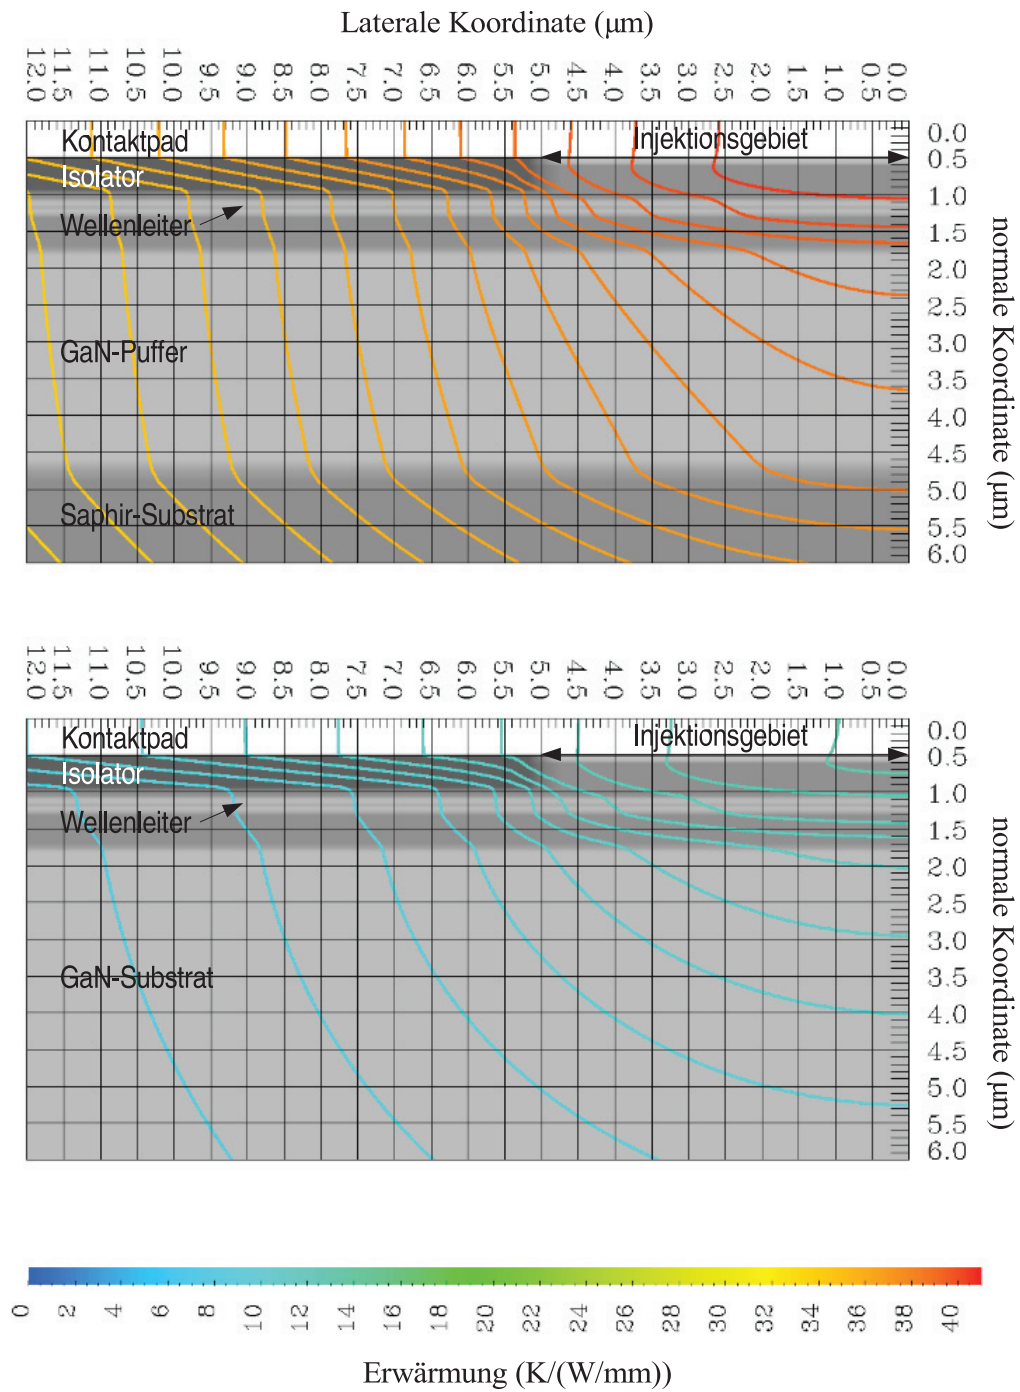 Laterale Koordinate (µm)
12.0 11.5 11.0 10.5 10.0 9.5 9.0 8.5 8.0 7.5 7.0 6.5 6.0 5.5 5.0 4.5 4.0 3.5 3.0 2.5 2.0 1.5 1.0 0.5 0.0
Kontaktpad
Injektionsgebiet
Isolator
Wellenleiter
GaN-Puffer
Saphir-Substrat
0.0
0.5
1.0
1.5
2.0
2.5
3.0
3.5
4.0
4.5
5.0
5.5
6.0
normale Koordinate (µm)
12.0 11.5 11.0 10.5 10.0 9.5 9.0 8.5 8.0 7.5 7.0 6.5 6.0 5.5 5.0 4.5 4.0 3.5 3.0 2.5 2.0 1.5 1.0 0.5 0.0
Kontaktpad
Injektionsgebiet
Isolator
Wellenleiter
GaN-Substrat
0.0
0.5
1.0
1.5
2.0
2.5
3.0
3.5
4.0
4.5
5.0
5.5
6.0
normale Koordinate (µm)
0 2 4 6 8 10 12 14 16 18 20 22 24 26 28 30 32 34 36 38 40
Erwärmung (K/(W/mm))